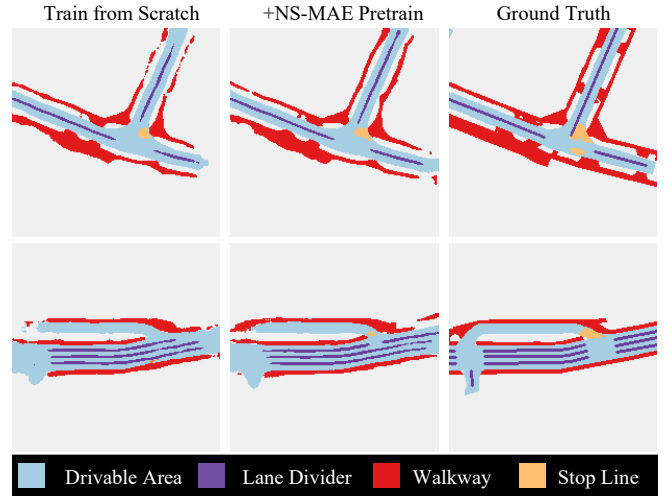 Train from Scratch +NS-MAE Pretrain Ground Truth
Drivable Area Lane Divider Walkway Stop Line